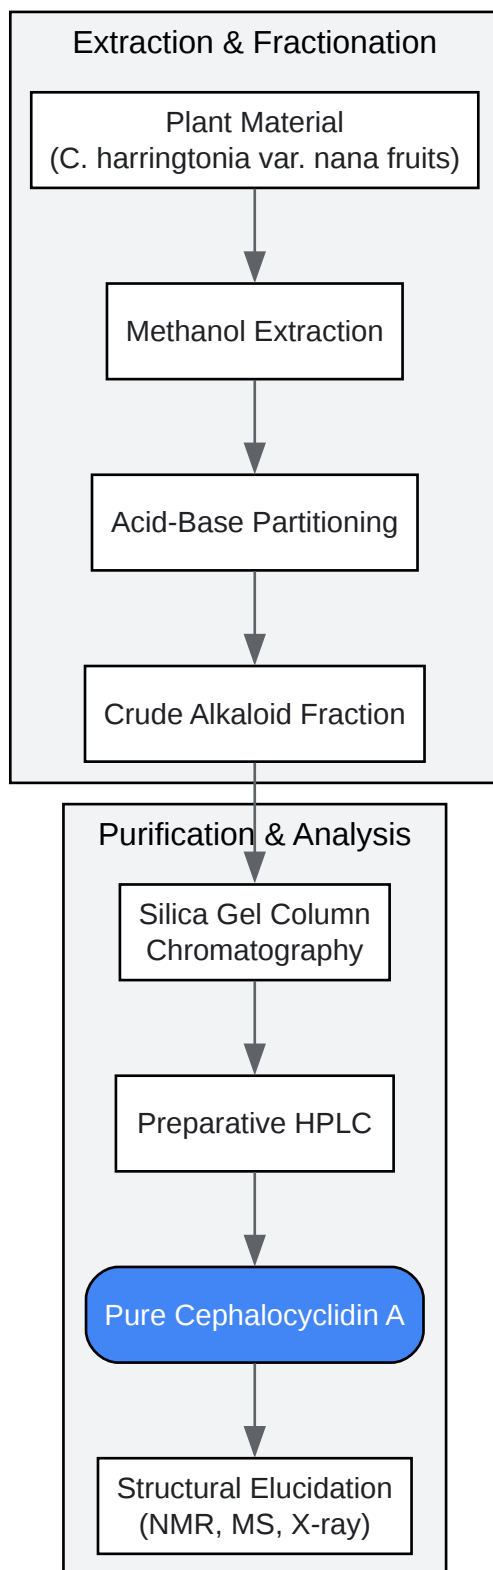 Extraction & Fractionation
Plant Material
(C. harringtonia var. nana fruits)
Methanol Extraction
Acid-Base Partitioning
Crude Alkaloid Fraction
Purification & Analysis
Silica Gel Column
Chromatography
Preparative HPLC
Pure Cephalocyclidin A
Structural Elucidation
(NMR, MS, X-ray)